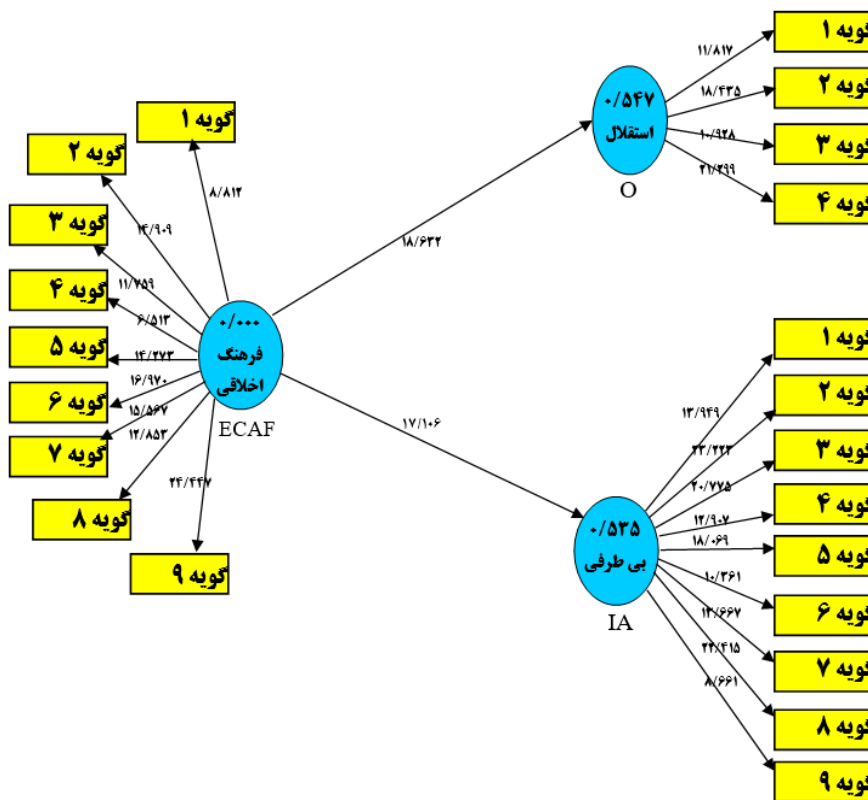 گویه ۱
گویه ۲
گویه ۳
گویه ۴
گویه ۵
گویه ۶
گویه ۷
گویه ۸
گویه ۹
۸/۸۱۲
۱۴/۹۰۹
۱۱/۷۵۹
۶/۵۱۳
۱۴/۲۷۳
۱۶/۹۷۰
۱۵/۵۶۷
۱۲/۸۵۳
۲۴/۴۴۷
۰/۰۰۰
فرهنگ
اخلاقی
ECAF
۱۸/۶۳۲
۱۷/۱۰۶
۰/۵۴۷
استقلال
O
۱۱/۸۱۷
۱۸/۴۳۵
۱۰/۹۲۸
۲۱/۲۹۹
گویه ۱
گویه ۲
گویه ۳
گویه ۴
۰/۵۳۵
بی طرفی
IA
۱۳/۹۴۹
۲۳/۲۲۲
۲۰/۷۷۵
۱۲/۹۰۷
۱۸/۰۶۹
۱۰/۳۶۱
۱۳/۶۶۷
۲۲/۴۱۵
۸/۶۶۱
گویه ۱
گویه ۲
گویه ۳
گویه ۴
گویه ۵
گویه ۶
گویه ۷
گویه ۸
گویه ۹